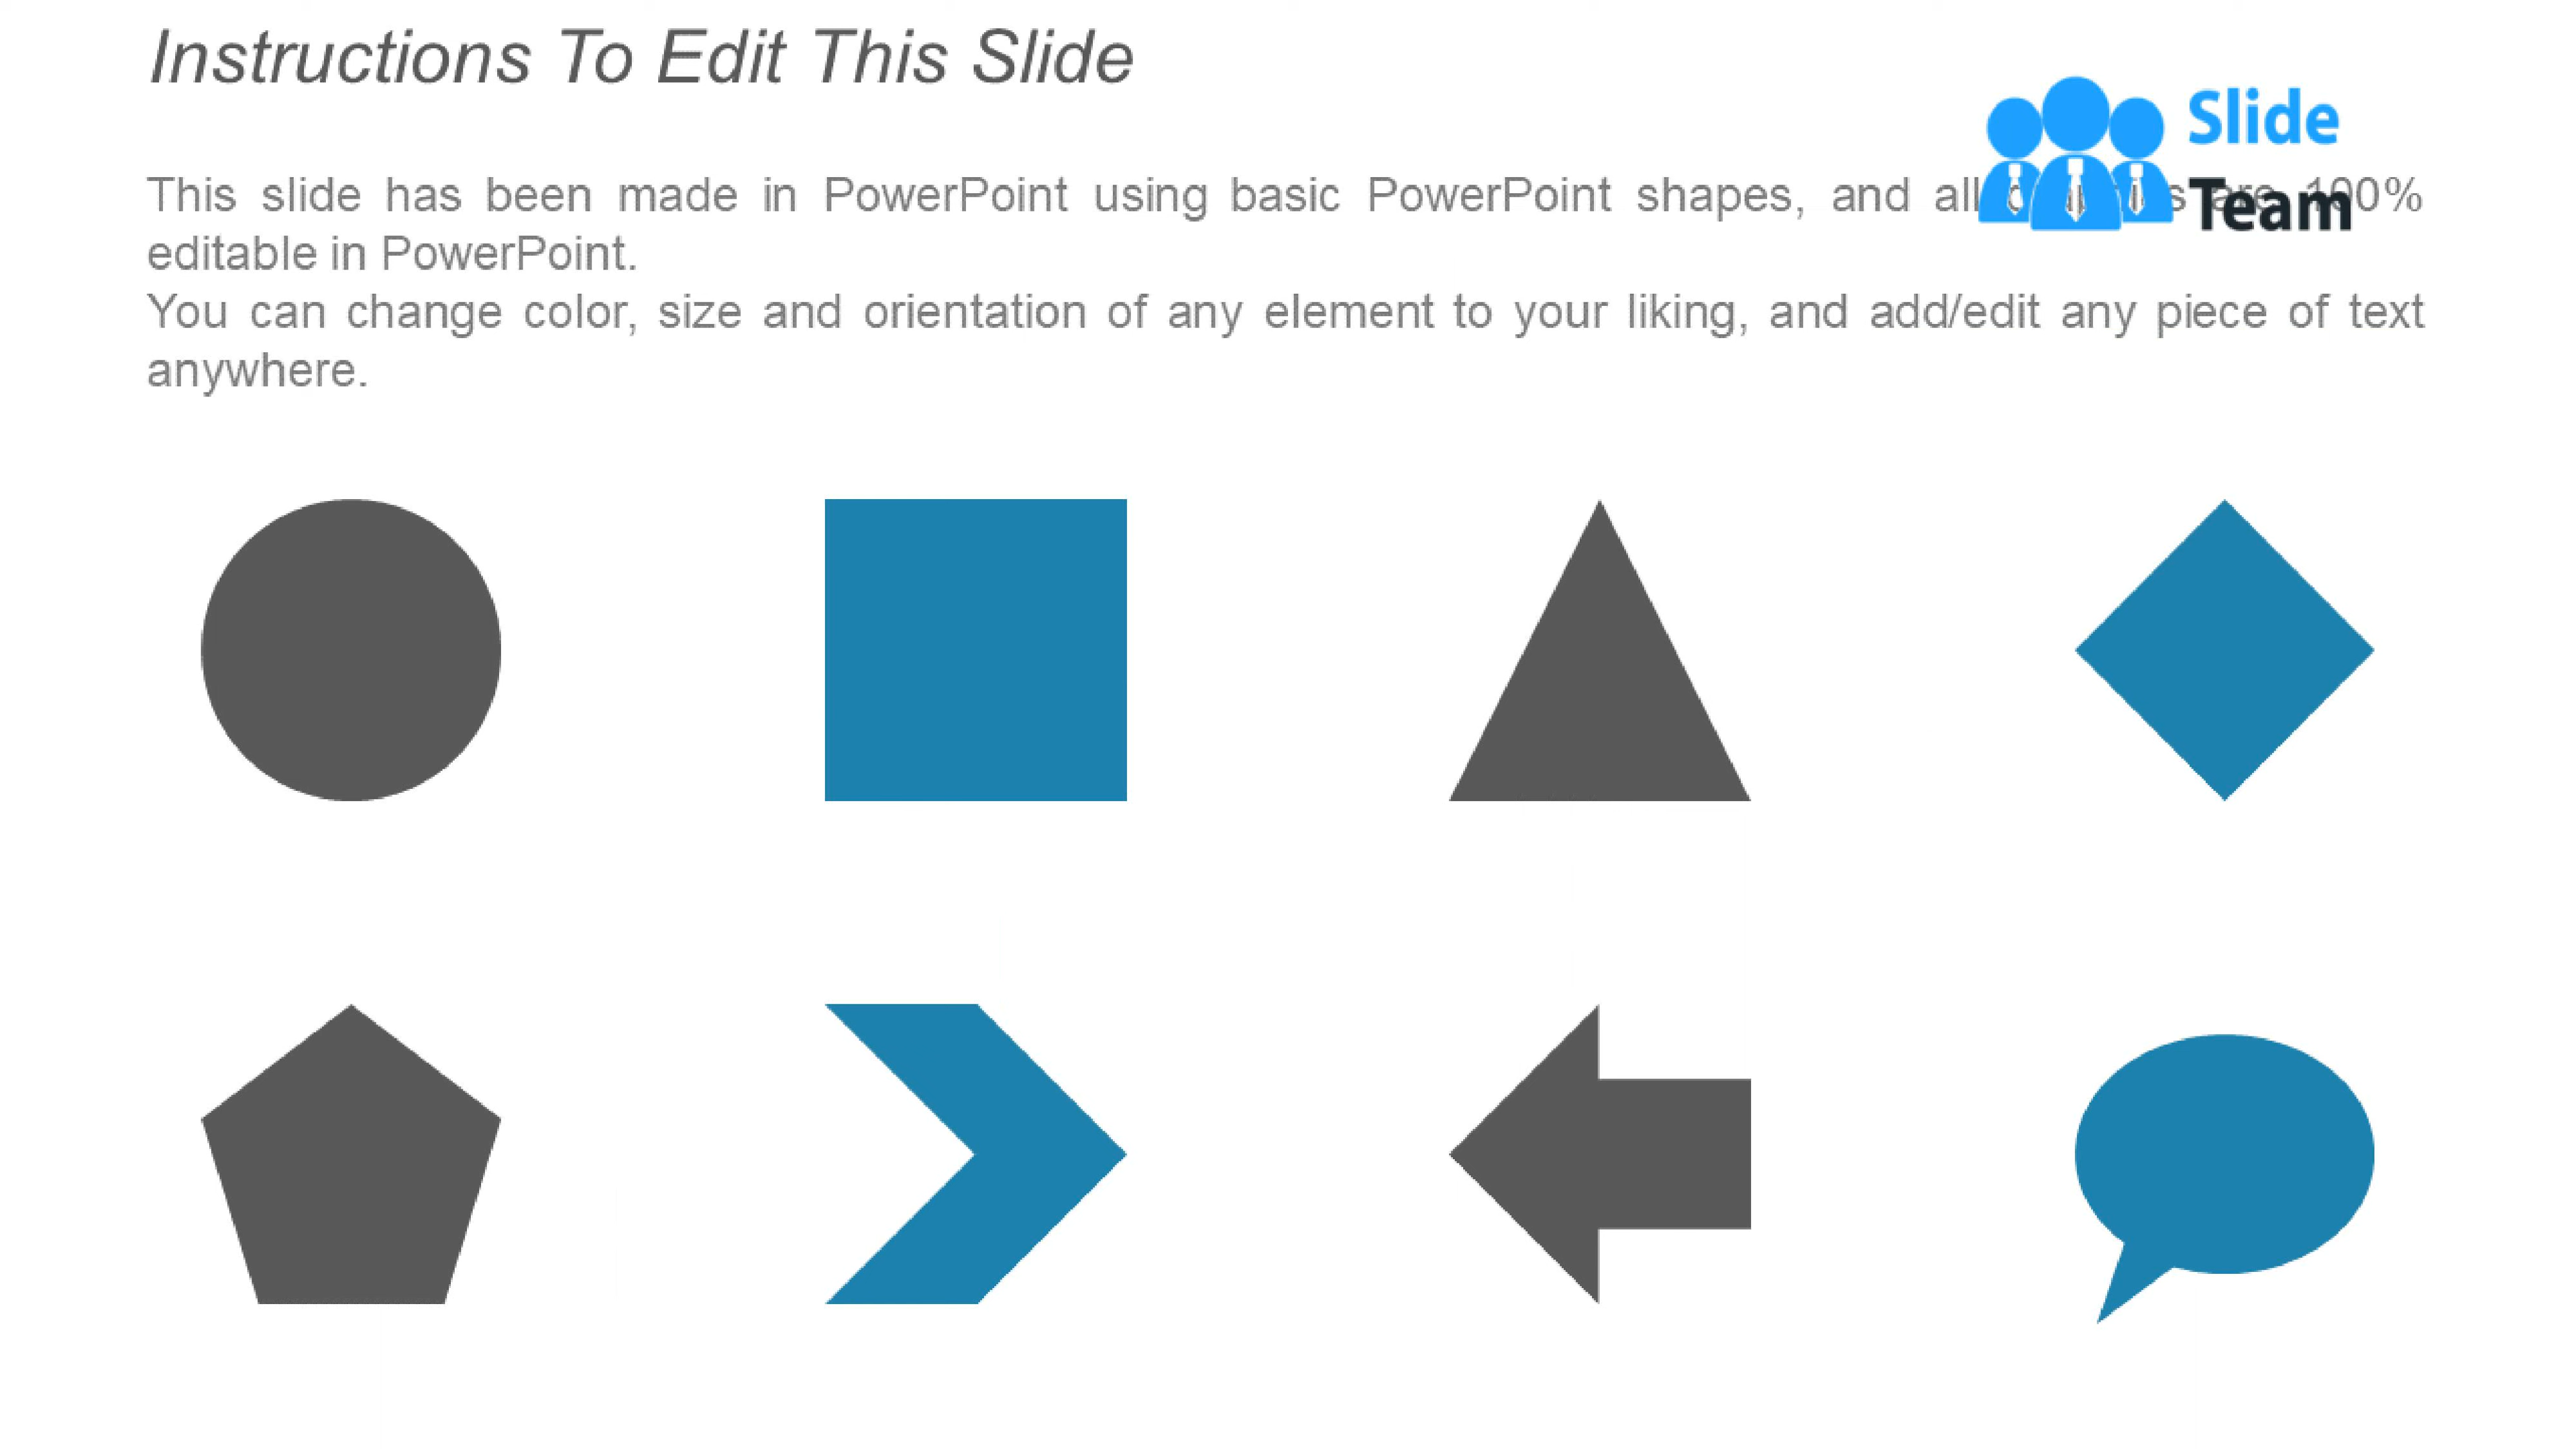 Instructions To Edit This Slide
Slide
Team
This slide has been made in PowerPoint using basic PowerPoint shapes, and all are 100%
editable in PowerPoint.
You can change color, size and orientation of any element to your liking, and add/edit any piece of text
anywhere.